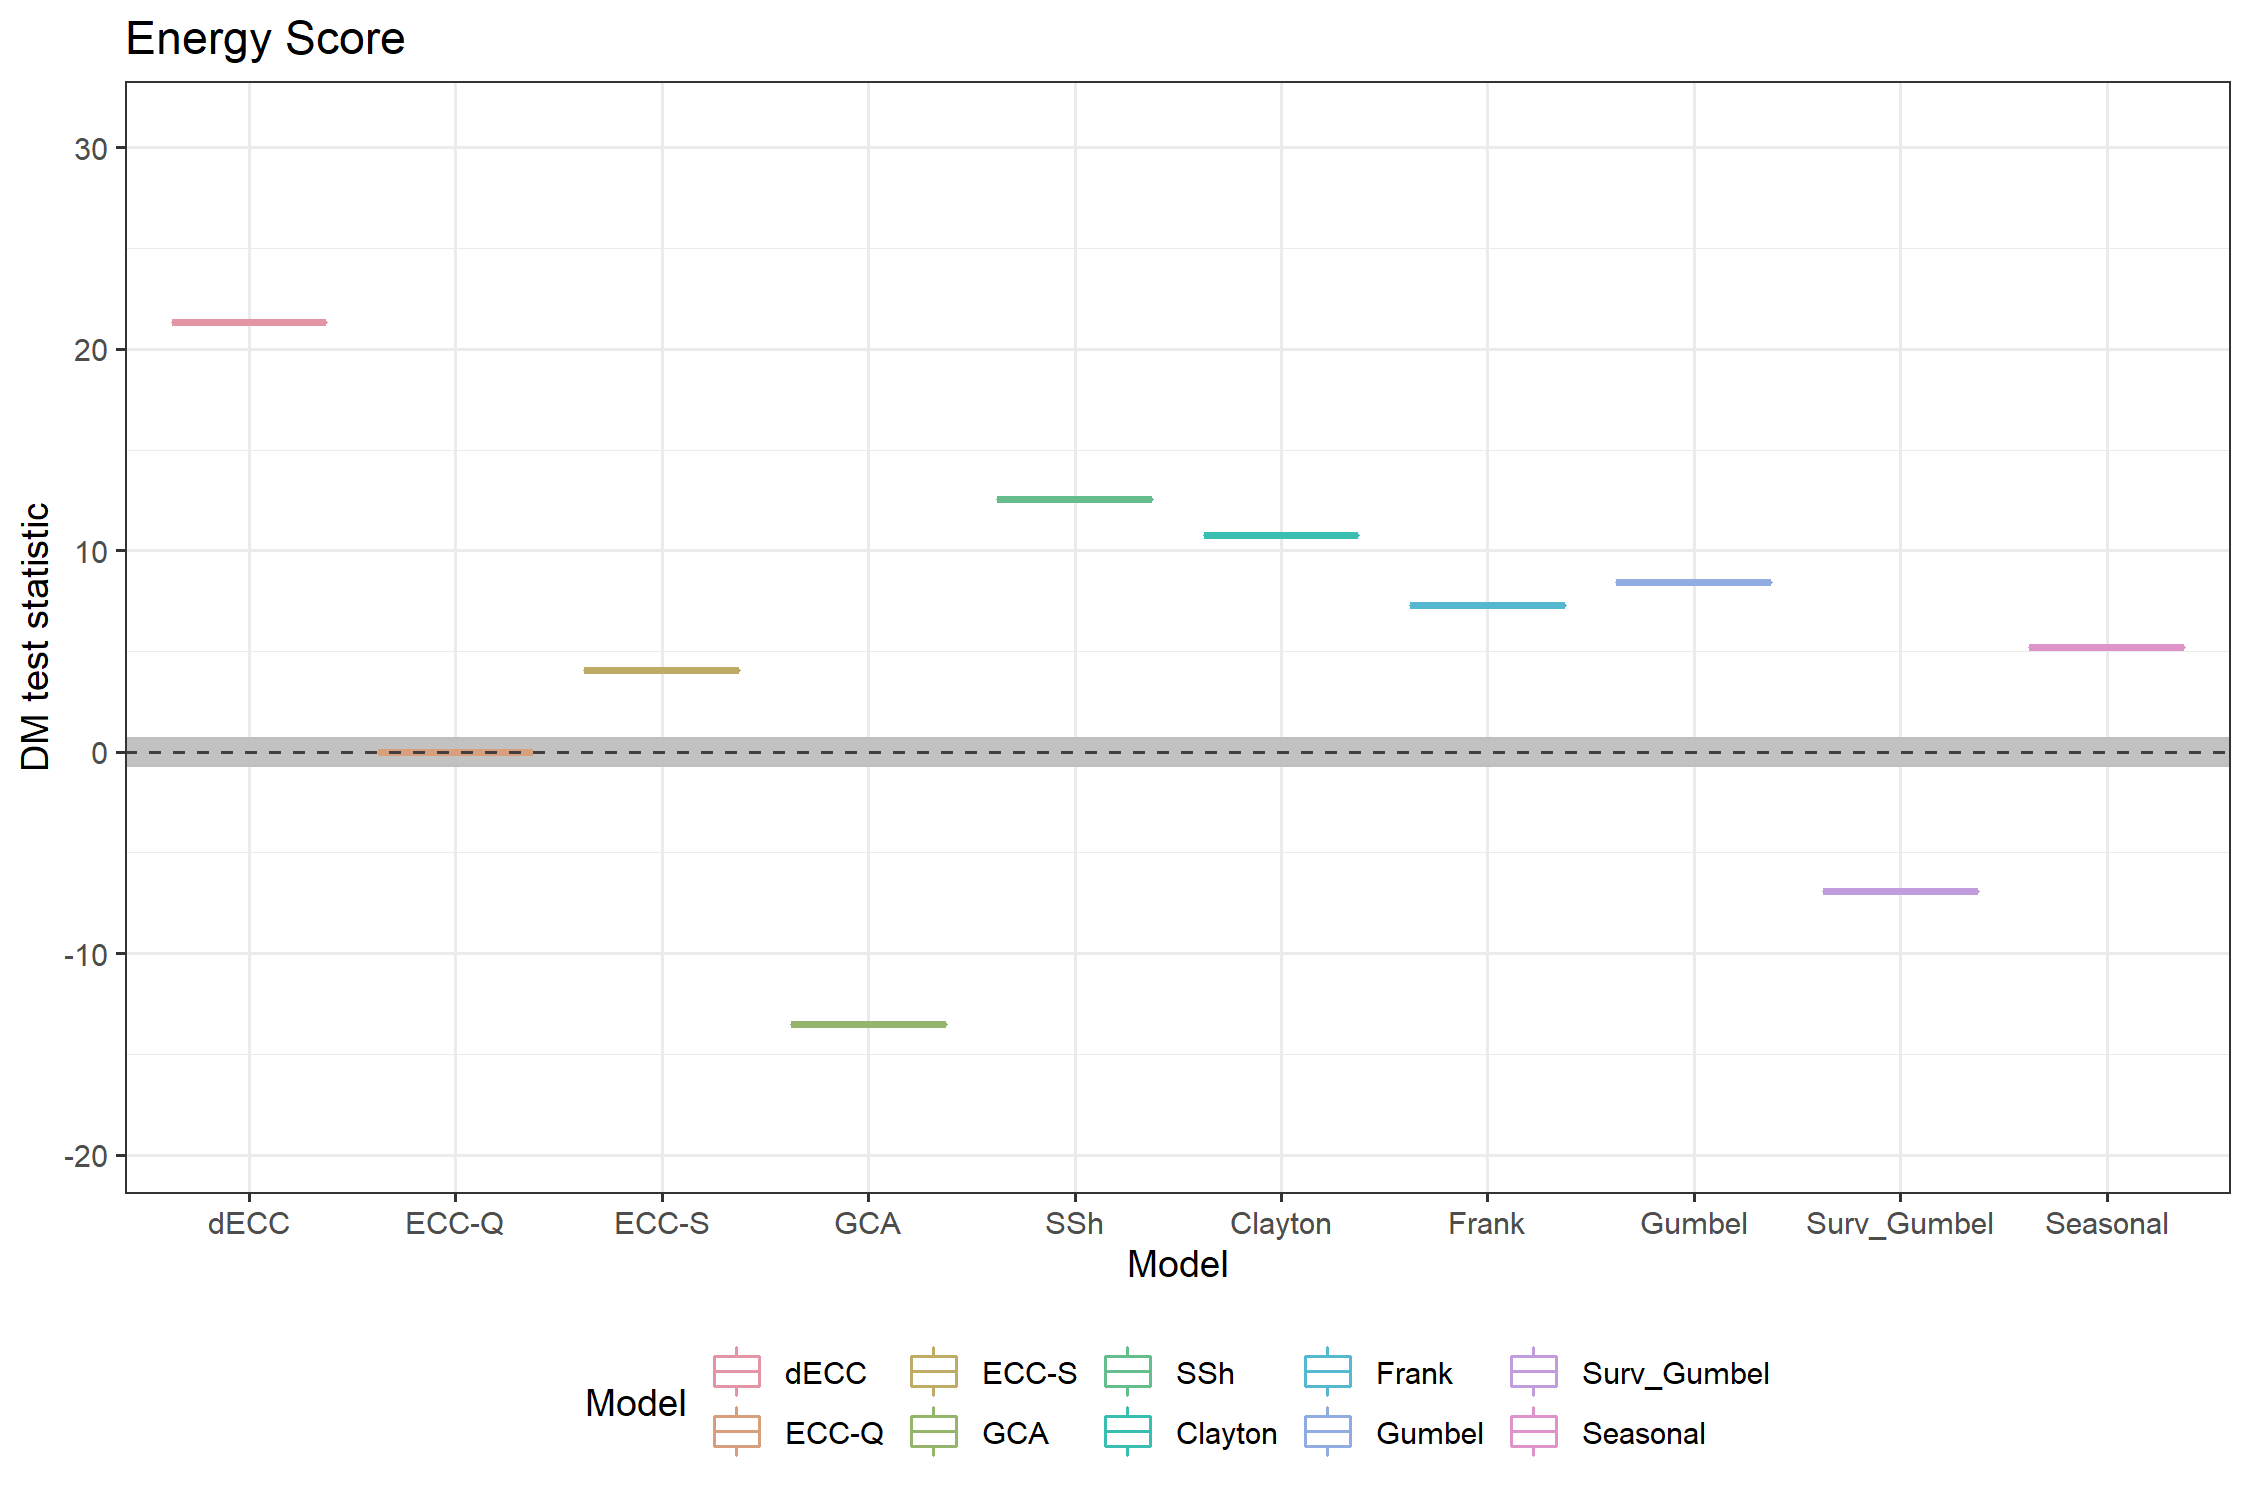 Energy Score
DM test statistic
30
20
10
0
-10
-20
dECC ECC-Q ECC-S GCA SSh Clayton Frank Gumbel Surv_Gumbel Seasonal
Model
Model
dECC ECC-S SSh Frank Surv_Gumbel
ECC-Q GCA Clayton Gumbel Seasonal